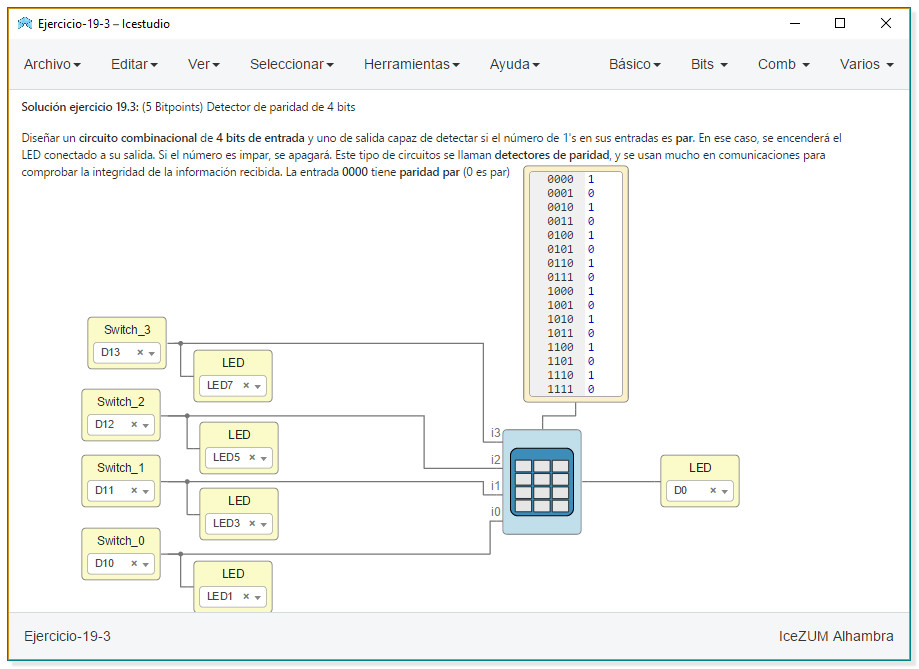 Ejercicio-19-3 – Icestudio
Archivo Editar Ver Seleccionar Herramientas Ayuda Básico Bits Comb Varios
Solución ejercicio 19.3: (5 Bitpoints) Detector de paridad de 4 bits
Diseñar un circuito combinacional de 4 bits de entrada y uno de salida capaz de detectar si el número de 1's en sus entradas es par. En ese caso, se encenderá el
LED conectado a su salida. Si el número es impar, se apagará. Este tipo de circuitos se llaman detectores de paridad, y se usan mucho en comunicaciones para
comprobar la integridad de la información recibida. La entrada 0000 tiene paridad par (0 es par)
0000 1
0001 0
0010 1
0011 0
0100 1
0101 0
0110 1
0111 0
1000 1
1001 0
1010 1
1011 0
1100 1
1101 0
1110 1
1111 0
Switch_3
D13
LED
LED7
Switch_2
D12
LED
LED5
Switch_1
D11
LED
LED3
Switch_0
D10
LED
LED1
i3
i2
i1
i0
LED
D0
Ejercicio-19-3
IceZUM Alhambra